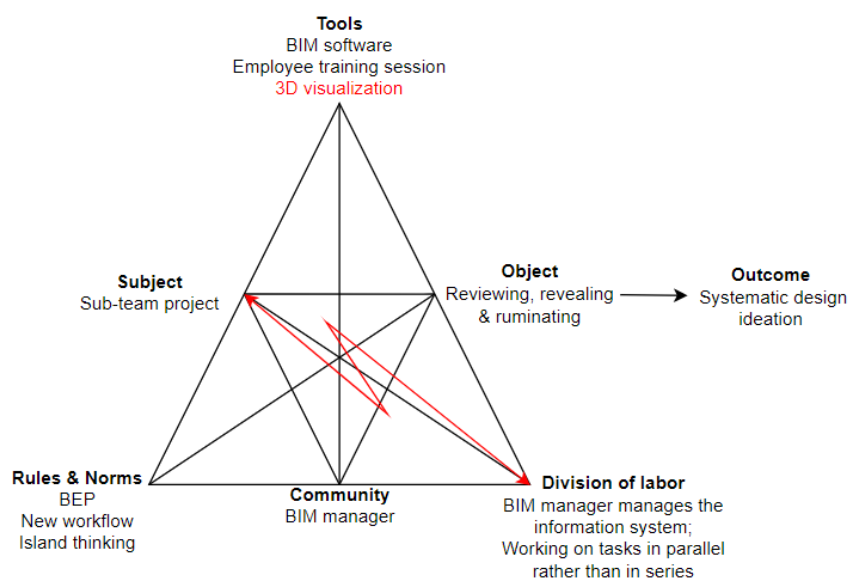 Tools
BIM software
Employee training session
3D visualization
Subject
Sub-team project
Object
Reviewing, revealing
& ruminating
Outcome
Systematic design
ideation
Rules & Norms
BEP
New workflow
Island thinking
Community
BIM manager
Division of labor
BIM manager manages the
information system;
Working on tasks in parallel
rather than in series